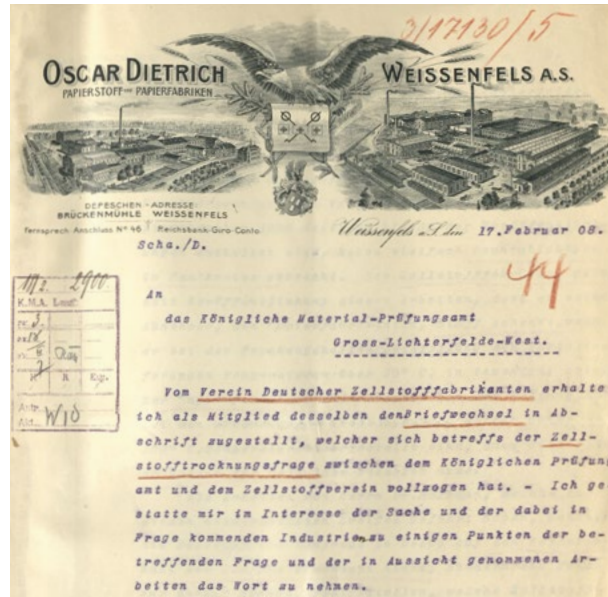 3/17130/5
OSCAR DIETRICH
WEISSENFELS A.S.
PAPIERSTOFF UND PAPIERFABRIKEN
DEPESCHEN-ADRESSE
BRÜCKENMÜHLE WEISSENFELS
Fernsprech-Anschluss No 46 Reichsbank-Giro-Conto.
Weissenfels a.S. den 17. Februar 08.
Scha./D.
44
2900
K.M.A.
An
das Königliche Material-Prüfungsamt
Gross-Lichterfelde-West.
Vom Verein Deutscher Zellstofffabrikanten erhalte
ich als Mitglied desselben den Briefwechsel in Ab-
schrift zugestellt, welcher sich betreffs der Zell-
stofftrocknungsfrage zwischen dem Königlichen Prüfung
amt und dem Zellstoffverein vollzogen hat. - Ich ge
statte mir im Interesse der Sache und der dabei in
Frage kommenden Industrien zu einigen Punkten der be-
treffenden Frage und der in Aussicht genommenen Ar-
beiten das Wort zu nehmen.